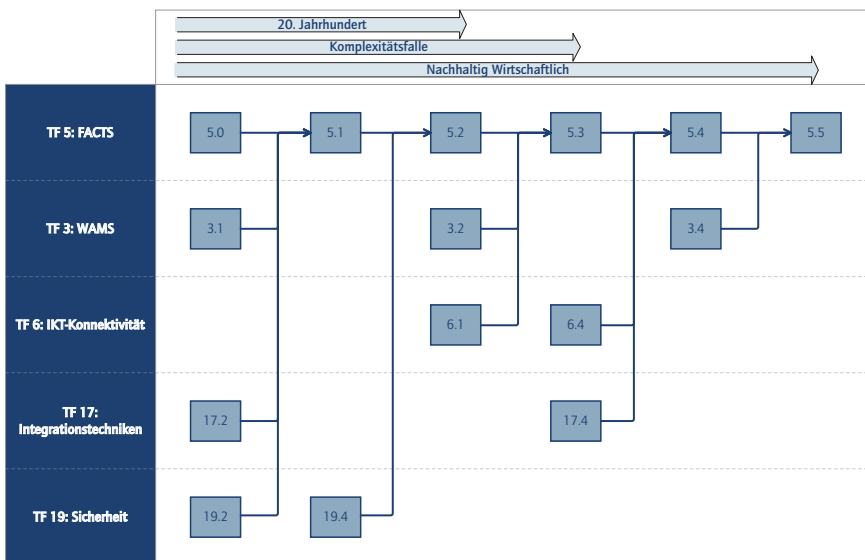 20. Jahrhundert
Komplexitätsfalle
Nachhaltig Wirtschaftlich
TF 5: FACTS
5.0
5.1
5.2
5.3
5.4
5.5
TF 3: WAMS
3.1
3.2
3.4
TF 6: IKT-Konnektivität
6.1
6.4
TF 17:
Integrationstechniken
17.2
17.4
TF 19: Sicherheit
19.2
19.4